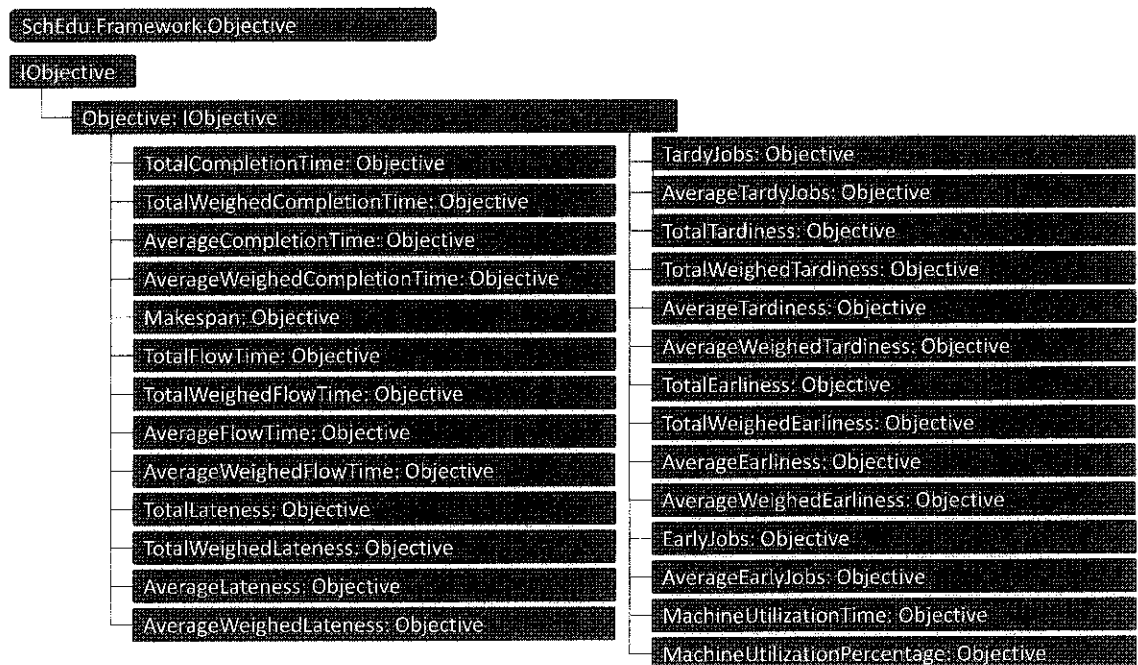 SchEdu.Framework.Objective
IObjective
Objective: IObjective
TotalCompletionTime: Objective
TotalWeighedCompletionTime: Objective
AverageCompletionTime: Objective
AverageWeighedCompletionTime: Objective
Makespan: Objective
TotalFlowTime: Objective
TotalWeighedFlowTime: Objective
AverageFlowTime: Objective
AverageWeighedFlowTime: Objective
TotalLateness: Objective
TotalWeighedLateness: Objective
AverageLateness: Objective
AverageWeighedLateness: Objective
TardyJobs: Objective
AverageTardyJobs: Objective
TotalTardiness: Objective
TotalWeighedTardiness: Objective
AverageTardiness: Objective
AverageWeighedTardiness: Objective
TotalEarliness: Objective
TotalWeighedEarliness: Objective
AverageEarliness: Objective
AverageWeighedEarliness: Objective
EarlyJobs: Objective
AverageEarlyJobs: Objective
MachineUtilizationTime: Objective
MachineUtilizationPercentage: Objective